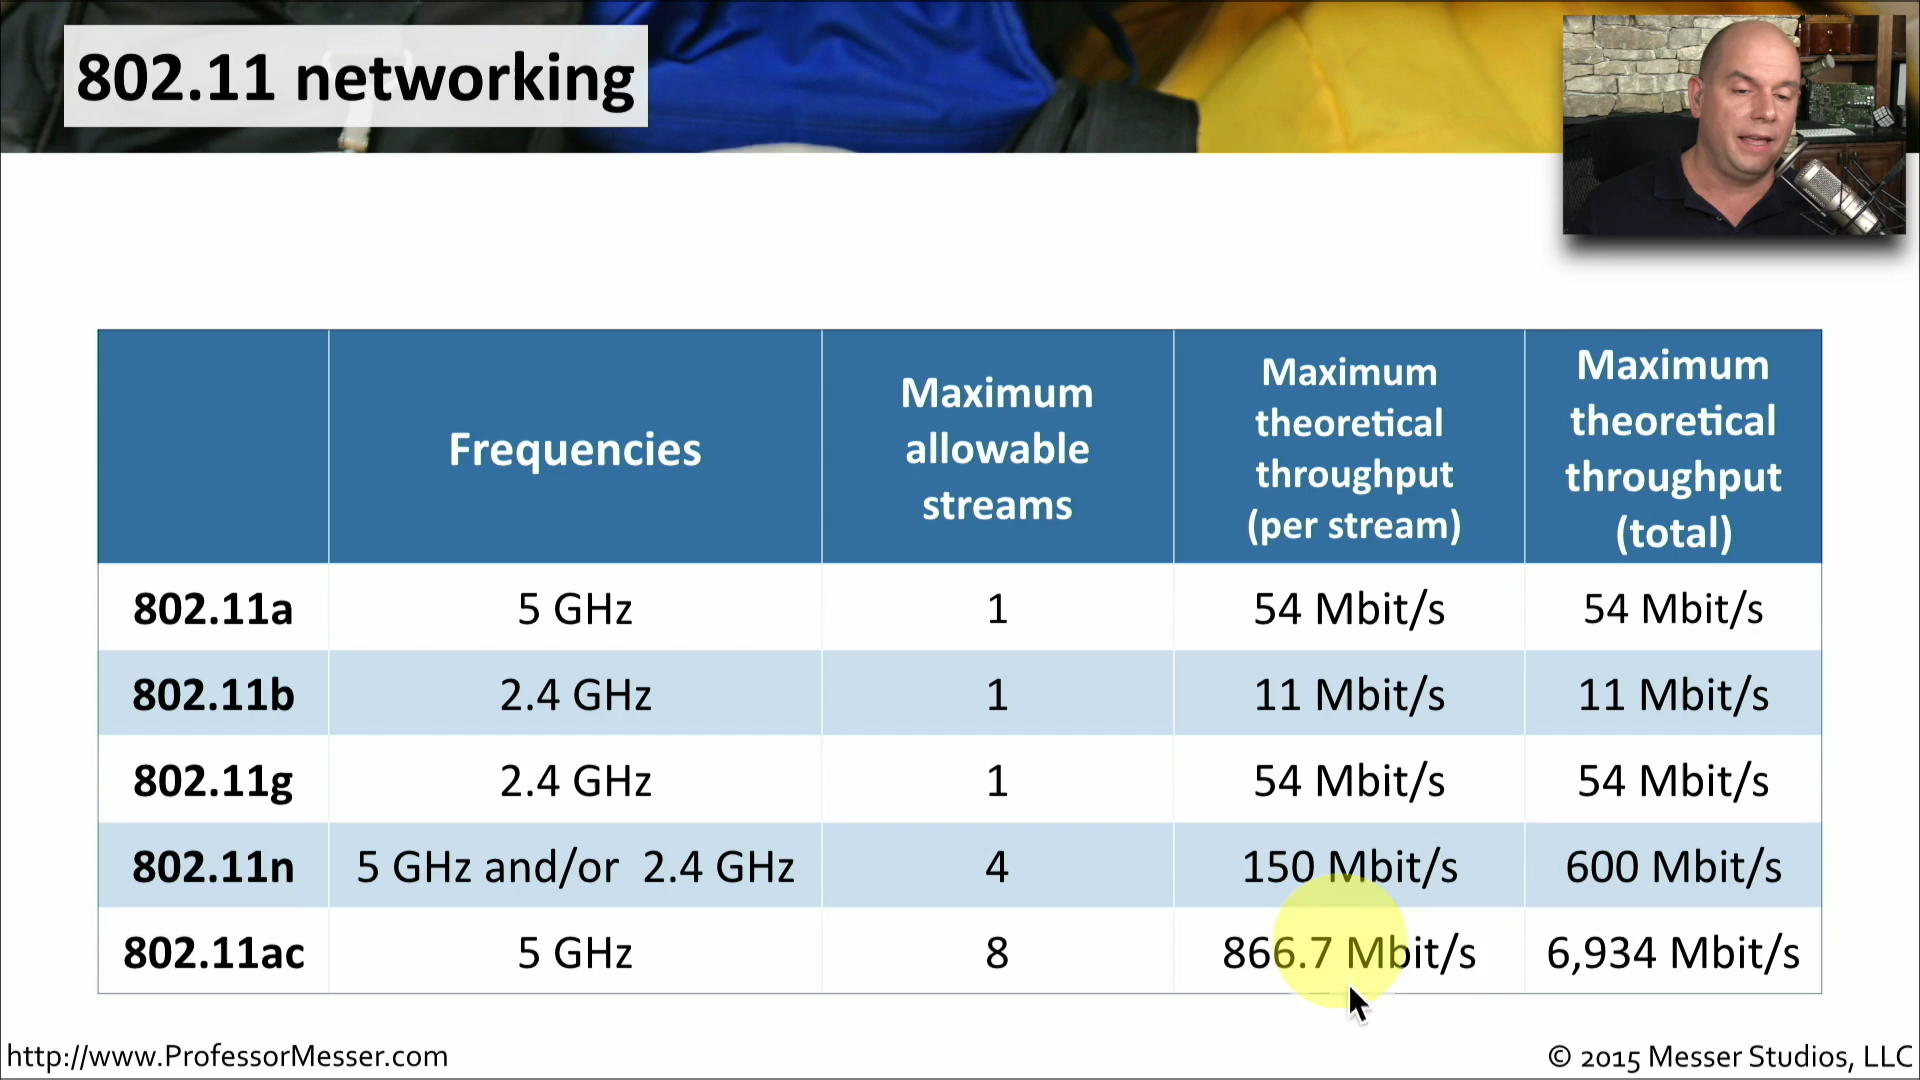 802.11 networking
Frequencies
Maximum
allowable
streams
Maximum
theoretical
throughput
(per stream)
Maximum
theoretical
throughput
(total)
802.11a 5 GHz 1 54 Mbit/s 54 Mbit/s
802.11b 2.4 GHz 1 11 Mbit/s 11 Mbit/s
802.11g 2.4 GHz 1 54 Mbit/s 54 Mbit/s
802.11n 5 GHz and/or 2.4 GHz 4 150 Mbit/s 600 Mbit/s
802.11ac 5 GHz 8 866.7 Mbit/s 6,934 Mbit/s
http://www.ProfessorMesser.com
© 2015 Messer Studios, LLC